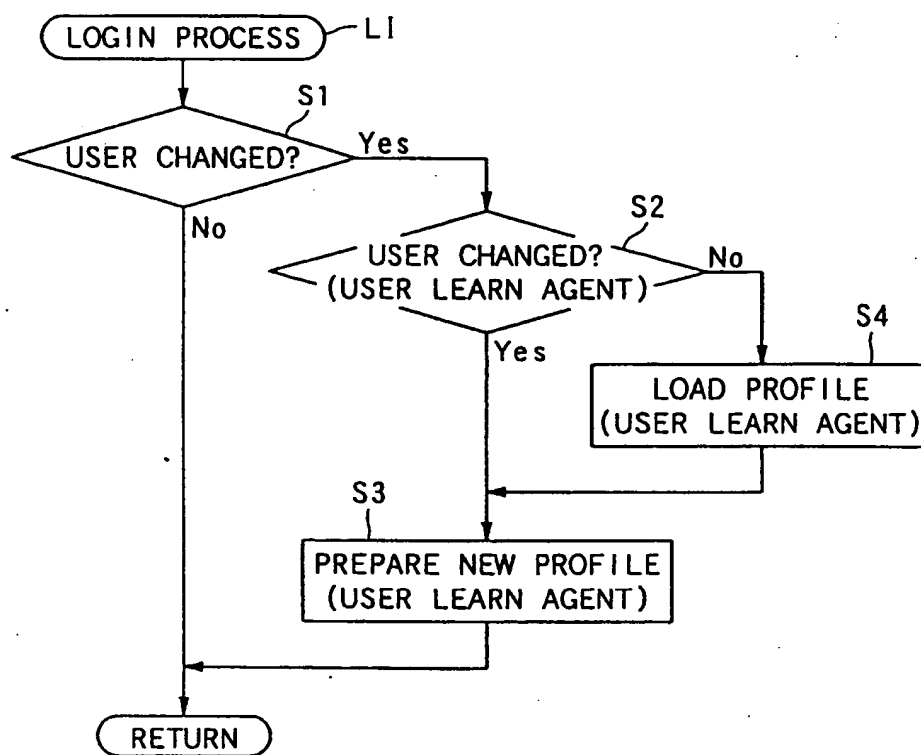 LOGIN PROCESS
LI
S1
USER CHANGED?
Yes
No
S2
USER CHANGED?
(USER LEARN AGENT)
No
Yes
S4
LOAD PROFILE
(USER LEARN AGENT)
S3
PREPARE NEW PROFILE
(USER LEARN AGENT)
RETURN